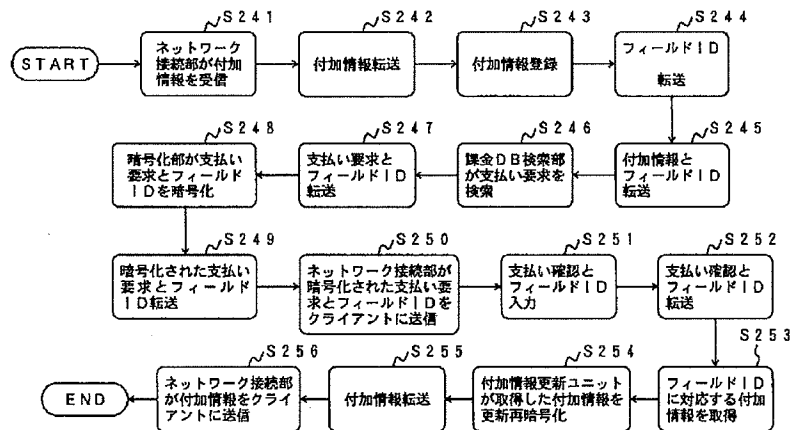 START
S241
ネットワーク
接続部が付加
情報を受信
S242
付加情報転送
S243
付加情報登録
S244
フィールドID
転送
S245
付加情報と
フィールドID
転送
S246
課金DB検索部
が支払い要求を
検索
S247
支払い要求と
フィールドID
転送
S248
暗号化部が支払い
要求とフィールド
IDを暗号化
S249
暗号化された支払い
要求とフィールド
ID転送
S250
ネットワーク接続部が
暗号化された支払い要
求とフィールドIDを
クライアントに送信
S251
支払い確認と
フィールドID
入力
S252
支払い確認と
フィールドID
転送
S253
フィールドID
に対応する付加
情報を取得
S254
付加情報更新ユニット
が取得した付加情報を
更新再暗号化
S255
付加情報転送
S256
ネットワーク接続部
が付加情報をクライ
アントに送信
END